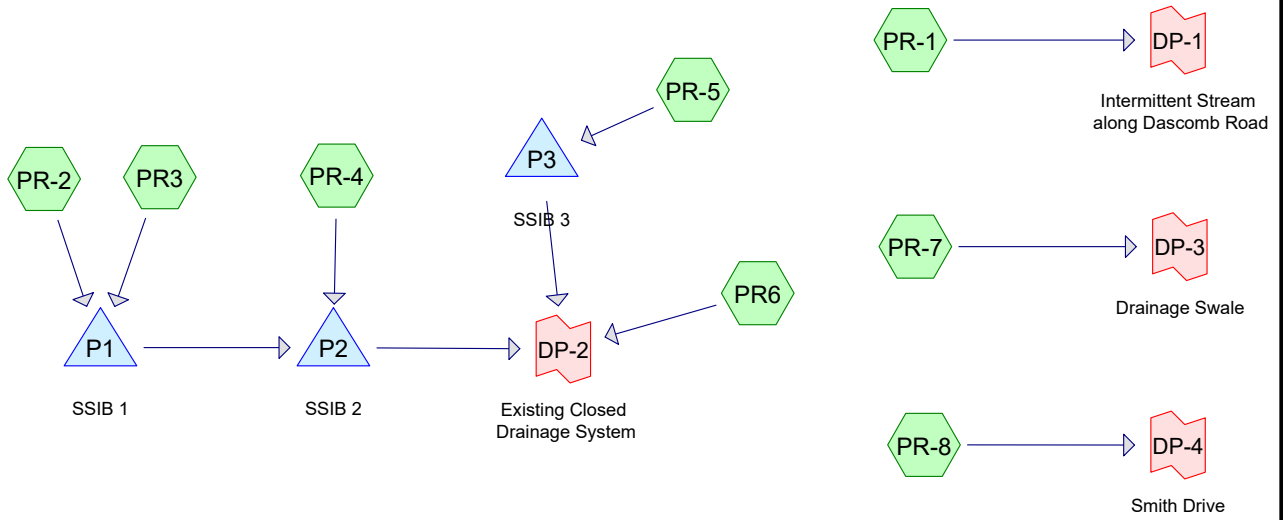 PR-1
DP-1
Intermittent Stream
along Dascomb Road
PR-5
P3
SSIB 3
PR-2
PR3
PR-4
P1
SSIB 1
P2
SSIB 2
DP-2
Existing Closed
Drainage System
PR6
PR-7
DP-3
Drainage Swale
PR-8
DP-4
Smith Drive